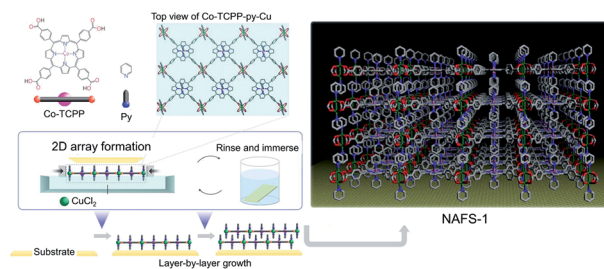 Top view of Co-TCPP-py-Cu
Co-TCPP
Py
2D array formation
Rinse and immerse
CuCl2
NAFS-1
Substrate
Layer-by-layer growth